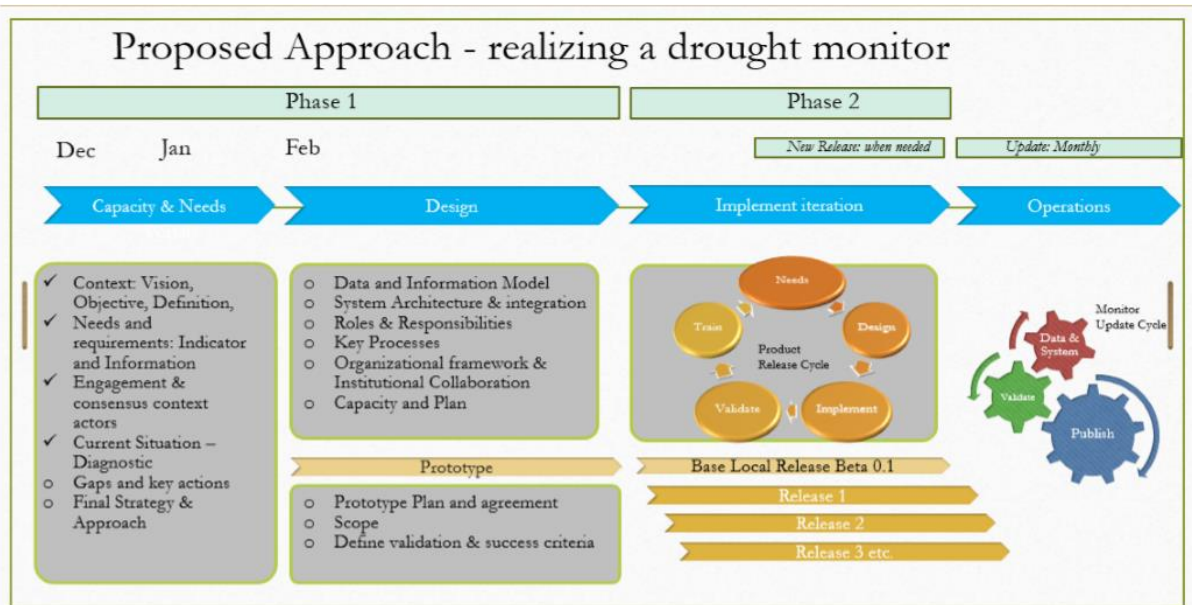 Proposed Approach - realizing a drought monitor
Phase 1
Phase 2
Dec
Jan
Feb
New Release: when needed
Update: Monthly
Capacity & Needs
Design
Implement iteration
Operations
Context: Vision,
Objective, Definition,
Needs and
requirements: Indicator
and Information
Engagement &
consensus context
actors
Current Situation –
Diagnostic
Gaps and key actions
Final Strategy &
Approach
Data and Information Model
System Architecture & integration
Roles & Responsibilities
Key Processes
Organizational framework &
Institutional Collaboration
Capacity and Plan
Prototype
Prototype Plan and agreement
Scope
Define validation & success criteria
Needs
Design
Implement
Validate
Train
Product
Release Cycle
Base Local Release Beta 0.1
Release 1
Release 2
Release 3 etc.
Monitor
Update Cycle
Data &
System
Validate
Publish